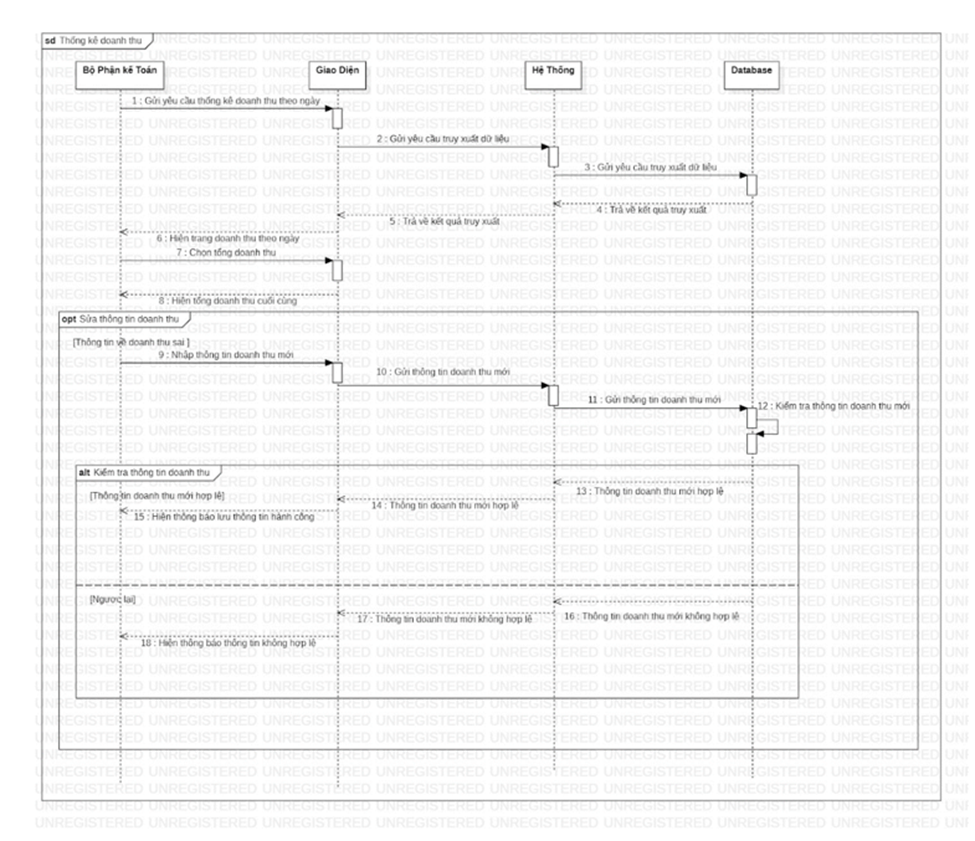 sd Thống kê doanh thu
Bộ Phận kế Toán
Giao Diện
Hệ Thống
Database
1 : Gửi yêu cầu thống kê doanh thu theo ngày
2 : Gửi yêu cầu truy xuất dữ liệu
3 : Gửi yêu cầu truy xuất dữ liệu
4 : Trả về kết quả truy xuất
5 : Trả về kết quả truy xuất
6 : Hiện trang doanh thu theo ngày
7 : Chọn tổng doanh thu
8 : Hiện tổng doanh thu cuối cùng
opt Sửa thông tin doanh thu
[Thông tin về doanh thu sai ]
9 : Nhập thông tin doanh thu mới
10 : Gửi thông tin doanh thu mới
11 : Gửi thông tin doanh thu mới
12 : Kiểm tra thông tin doanh thu mới
alt Kiểm tra thông tin doanh thu
[Thông tin doanh thu mới hợp lệ]
13 : Thông tin doanh thu mới hợp lệ
14 : Thông tin doanh thu mới hợp lệ
15 : Hiện thông báo lưu thông tin hành công
[Ngược lại]
16 : Thông tin doanh thu mới không hợp lệ
17 : Thông tin doanh thu mới không hợp lệ
18 : Hiện thông báo thông tin không hợp lệ
UNREGISTERED